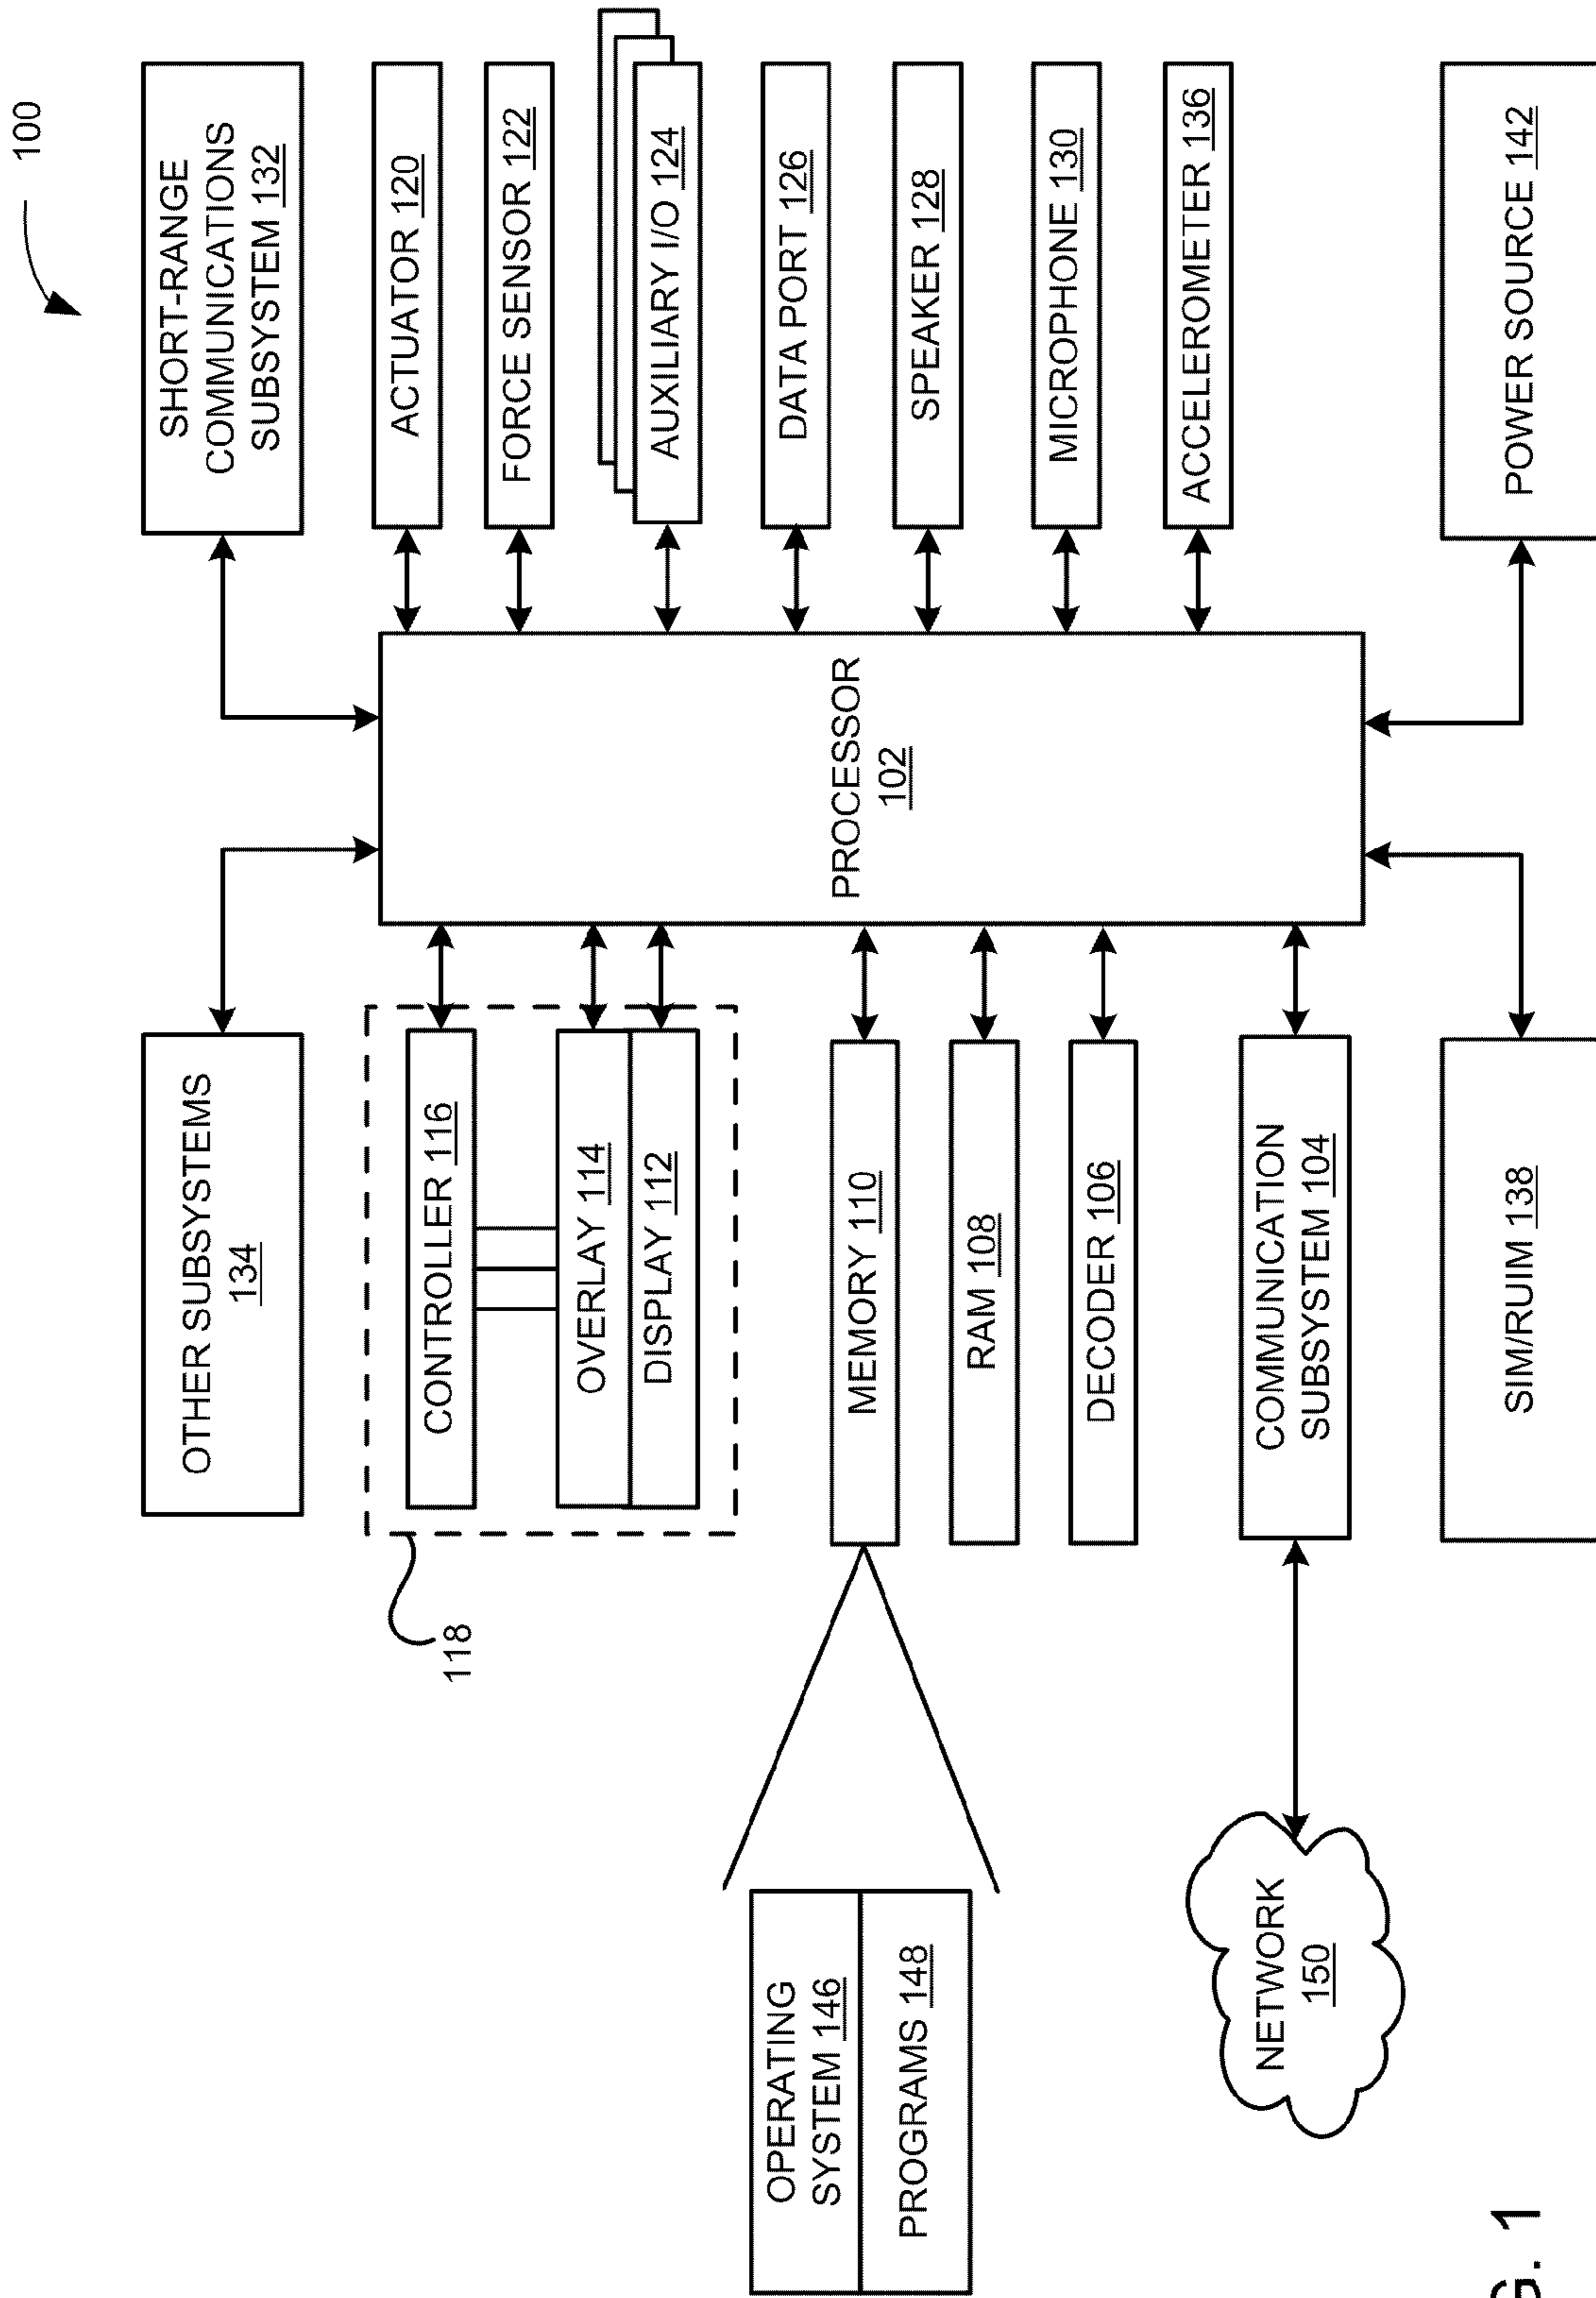 100
OTHER SUBSYSTEMS
134
SHORT-RANGE
COMMUNICATIONS
SUBSYSTEM 132
CONTROLLER 116
OVERLAY 114
DISPLAY 112
118
ACTUATOR 120
FORCE SENSOR 122
AUXILIARY I/O 124
OPERATING
SYSTEM 146
PROGRAMS 148
MEMORY 110
RAM 108
DECODER 106
PROCESSOR
102
DATA PORT 126
SPEAKER 128
MICROPHONE 130
ACCELEROMETER 136
NETWORK
150
COMMUNICATION
SUBSYSTEM 104
SIM/RUIM 138
POWER SOURCE 142
G. 1